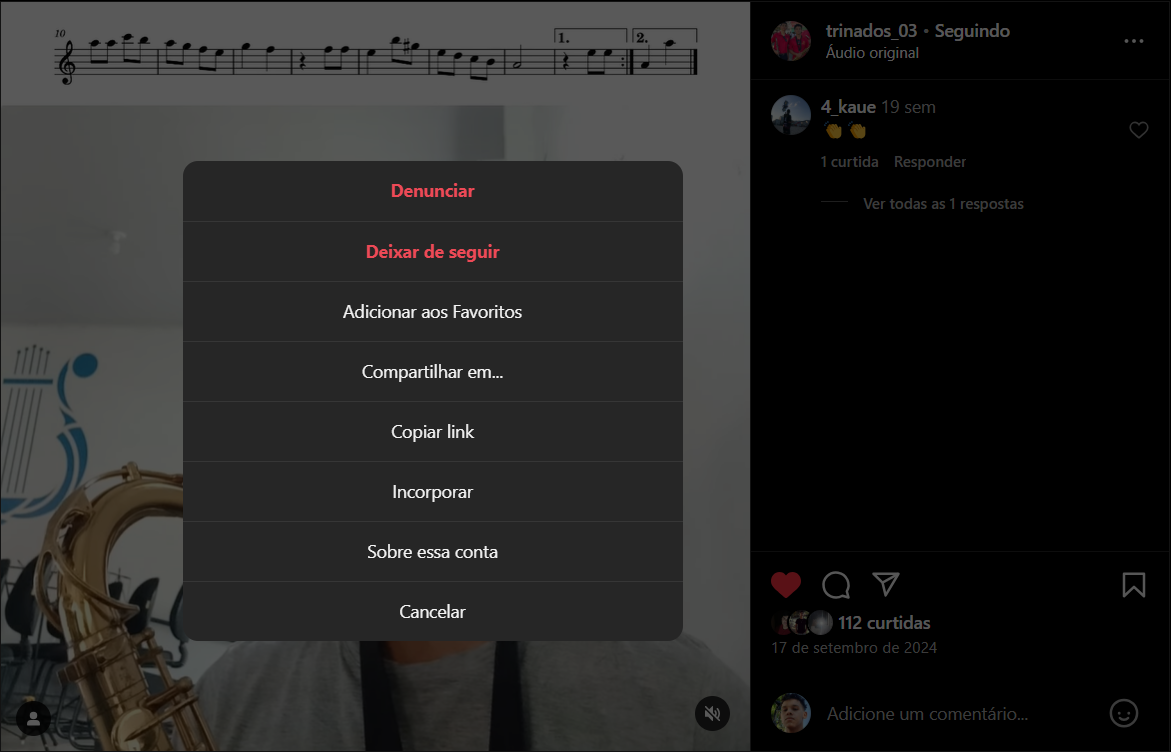 10
1.
2.
Denunciar
Deixar de seguir
Adicionar aos Favoritos
Compartilhar em...
Copiar link
Incorporar
Sobre essa conta
Cancelar
trinados_03 • Seguindo
Áudio original
4_kaue 19 sem
👏👏
1 curtida Responder
Ver todas as 1 respostas
112 curtidas
17 de setembro de 2024
Adicione um comentário...